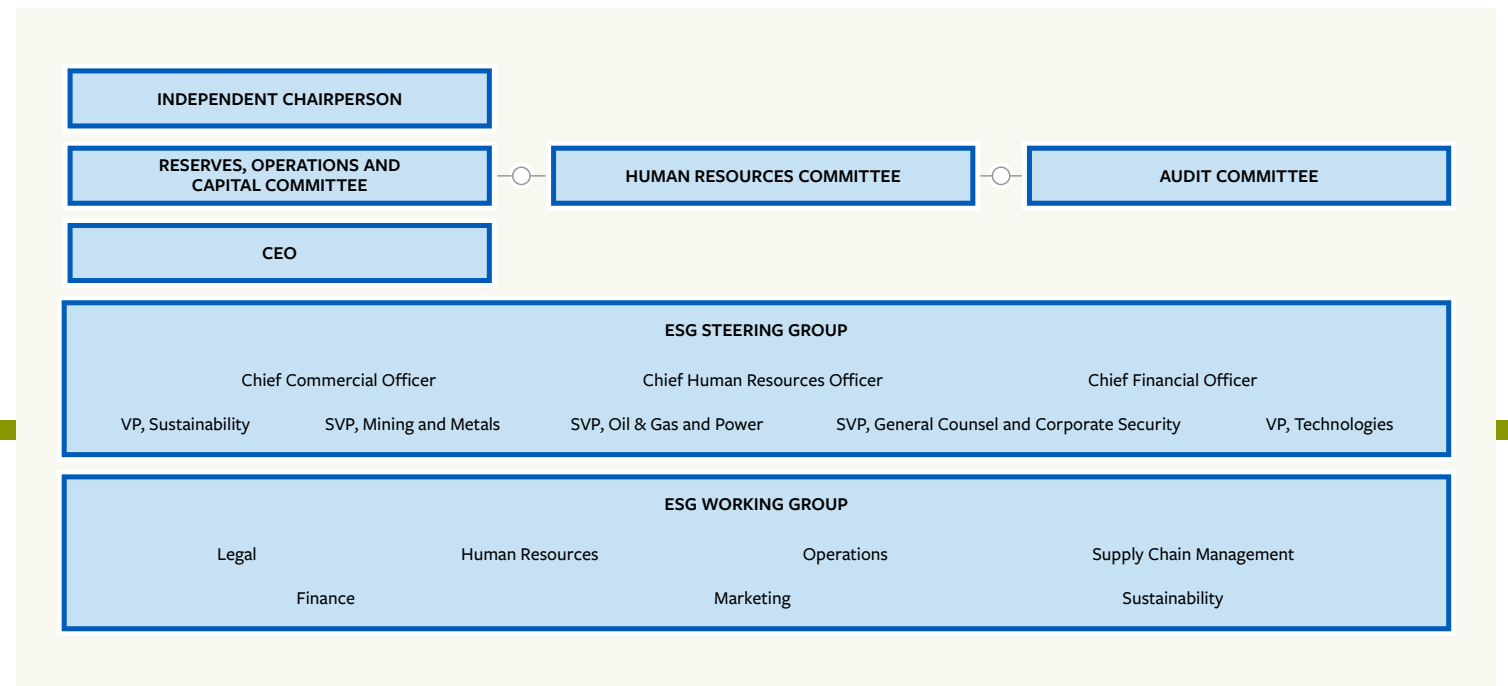 INDEPENDENT CHAIRPERSON
RESERVES, OPERATIONS AND
CAPITAL COMMITTEE
HUMAN RESOURCES COMMITTEE
AUDIT COMMITTEE
CEO
ESG STEERING GROUP
Chief Commercial Officer
Chief Human Resources Officer
Chief Financial Officer
VP, Sustainability
SVP, Mining and Metals
SVP, Oil & Gas and Power
SVP, General Counsel and Corporate Security
VP, Technologies
ESG WORKING GROUP
Legal
Human Resources
Operations
Supply Chain Management
Finance
Marketing
Sustainability